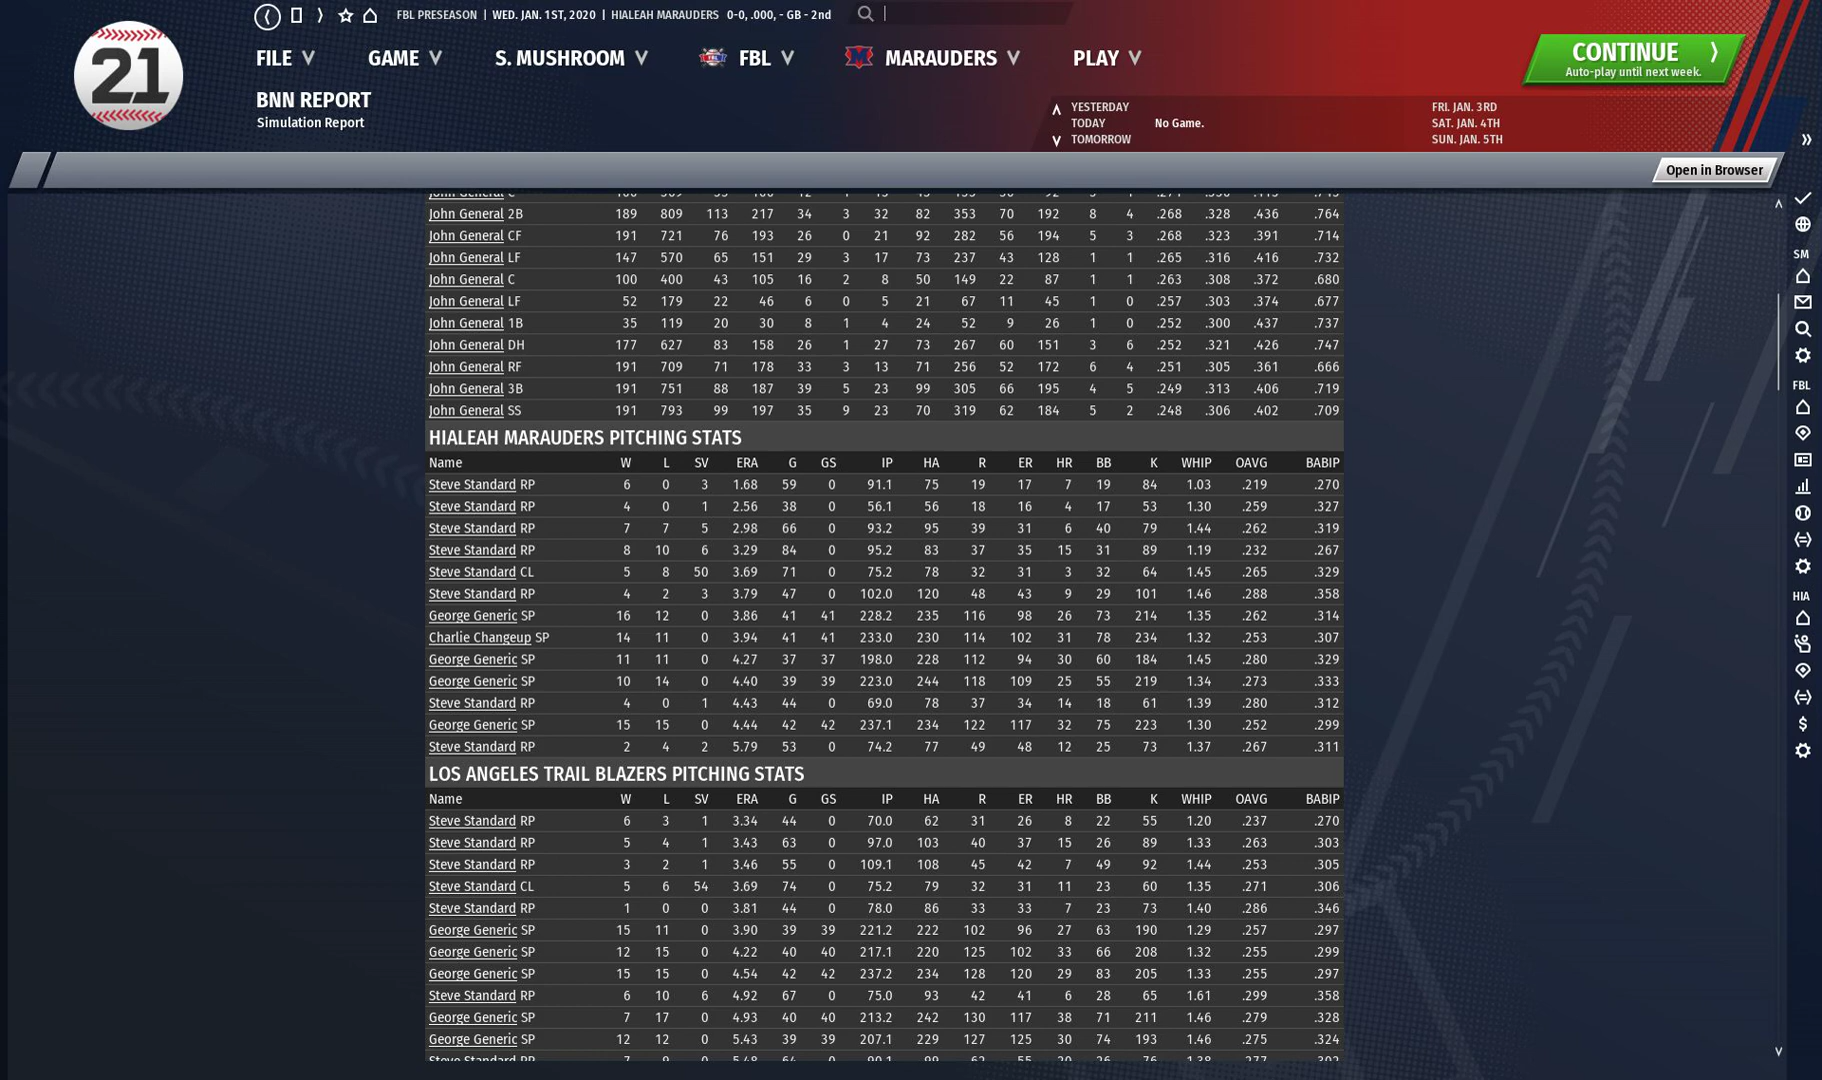 FBL PRESEASON | WED. JAN. 1ST, 2020 | HIALEAH MARAUDERS 0-0, .000, - GB - 2nd
21
FILE GAME S. MUSHROOM FBL MARAUDERS PLAY
CONTINUE
Auto-play until next week.
BNN REPORT
Simulation Report
YESTERDAY
TODAY No Game.
TOMORROW
FRI. JAN. 3RD
SAT. JAN. 4TH
SUN. JAN. 5TH
Open in Browser
John General 2B 189 809 113 217 34 3 32 82 353 70 192 8 4 .268 .328 .436 .764
John General CF 191 721 76 193 26 0 21 92 282 56 194 5 3 .268 .323 .391 .714
John General LF 147 570 65 151 29 3 17 73 237 43 128 1 1 .265 .316 .416 .732
John General C 100 400 43 105 16 2 8 50 149 22 87 1 1 .263 .308 .372 .680
John General LF 52 179 22 46 6 0 5 21 67 11 45 1 0 .257 .303 .374 .677
John General 1B 35 119 20 30 8 1 4 24 52 9 26 1 0 .252 .300 .437 .737
John General DH 177 627 83 158 26 1 27 73 267 60 151 3 6 .252 .321 .426 .747
John General RF 191 709 71 178 33 3 13 71 256 52 172 6 4 .251 .305 .361 .666
John General 3B 191 751 88 187 39 5 23 99 305 66 195 4 5 .249 .313 .406 .719
John General SS 191 793 99 197 35 9 23 70 319 62 184 5 2 .248 .306 .402 .709
HIALEAH MARAUDERS PITCHING STATS
Name W L SV ERA G GS IP HA R ER HR BB K WHIP OAVG BABIP
Steve Standard RP 6 0 3 1.68 59 0 91.1 75 19 17 7 19 84 1.03 .219 .270
Steve Standard RP 4 0 1 2.56 38 0 56.1 56 18 16 4 17 53 1.30 .259 .327
Steve Standard RP 7 7 5 2.98 66 0 93.2 95 39 31 6 40 79 1.44 .262 .319
Steve Standard RP 8 10 6 3.29 84 0 95.2 83 37 35 15 31 89 1.19 .232 .267
Steve Standard CL 5 8 50 3.69 71 0 75.2 78 32 31 3 32 64 1.45 .265 .329
Steve Standard RP 4 2 3 3.79 47 0 102.0 120 48 43 9 29 101 1.46 .288 .358
George Generic SP 16 12 0 3.86 41 41 228.2 235 116 98 26 73 214 1.35 .262 .314
Charlie Changeup SP 14 11 0 3.94 41 41 233.0 230 114 102 31 78 234 1.32 .253 .307
George Generic SP 11 11 0 4.27 37 37 198.0 228 112 94 30 60 184 1.45 .280 .329
George Generic SP 10 14 0 4.40 39 39 223.0 244 118 109 25 55 219 1.34 .273 .333
Steve Standard RP 4 0 1 4.43 44 0 69.0 78 37 34 14 18 61 1.39 .280 .312
George Generic SP 15 15 0 4.44 42 42 237.1 234 122 117 32 75 223 1.30 .252 .299
Steve Standard RP 2 4 2 5.79 53 0 74.2 77 49 48 12 25 73 1.37 .267 .311
LOS ANGELES TRAIL BLAZERS PITCHING STATS
Name W L SV ERA G GS IP HA R ER HR BB K WHIP OAVG BABIP
Steve Standard RP 6 3 1 3.34 44 0 70.0 62 31 26 8 22 55 1.20 .237 .270
Steve Standard RP 5 4 1 3.43 63 0 97.0 103 40 37 15 26 89 1.33 .263 .303
Steve Standard RP 3 2 1 3.46 55 0 109.1 108 45 42 7 49 92 1.44 .253 .305
Steve Standard CL 5 6 54 3.69 74 0 75.2 79 32 31 11 23 60 1.35 .271 .306
Steve Standard RP 1 0 0 3.81 44 0 78.0 86 33 33 7 23 73 1.40 .286 .346
George Generic SP 15 11 0 3.90 39 39 221.2 222 102 96 27 63 190 1.29 .257 .297
George Generic SP 12 15 0 4.22 40 40 217.1 220 125 102 33 66 208 1.32 .255 .299
George Generic SP 15 15 0 4.54 42 42 237.2 234 128 120 29 83 205 1.33 .255 .297
Steve Standard RP 6 10 6 4.92 67 0 75.0 93 42 41 6 28 65 1.61 .299 .358
George Generic SP 7 17 0 4.93 40 40 213.2 242 130 117 38 71 211 1.46 .279 .328
George Generic SP 12 12 0 5.43 39 39 207.1 229 127 125 30 74 193 1.46 .275 .324
SM
FBL
HIA